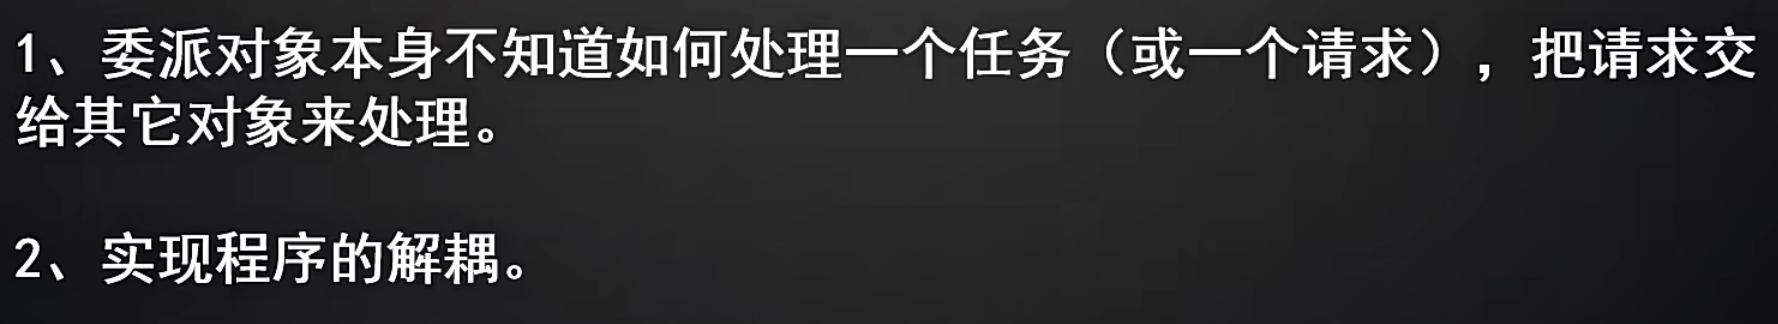 1、委派对象本身不知道如何处理一个任务（或一个请求），把请求交
给其它对象来处理。
2、实现程序的解耦。